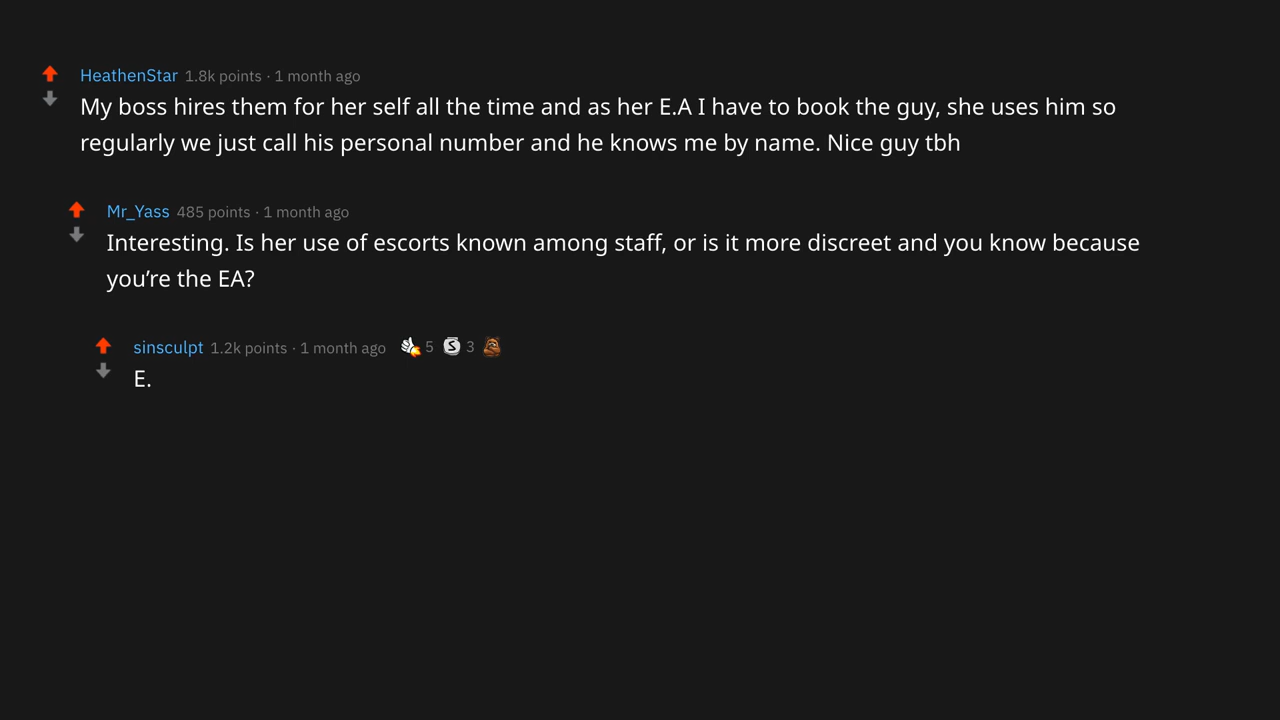 HeathenStar 1.8k points · 1 month ago
My boss hires them for her self all the time and as her E.A I have to book the guy, she uses him so
regularly we just call his personal number and he knows me by name. Nice guy tbh
Mr_Yass 485 points · 1 month ago
Interesting. Is her use of escorts known among staff, or is it more discreet and you know because
you’re the EA?
sinsculpt 1.2k points · 1 month ago 5 S 3
E.